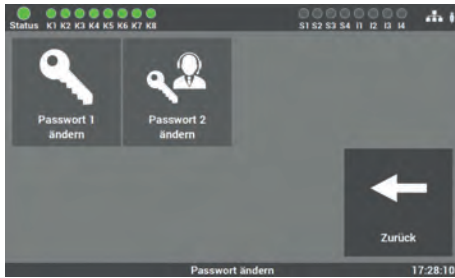 Status K1 K2 K3 K4 K5 K6 K7 K8 S1 S2 S3 S4 I1 I2 I3 I4
Passwort 1
ändern
Passwort 2
ändern
Zurück
Passwort ändern 17:28:10